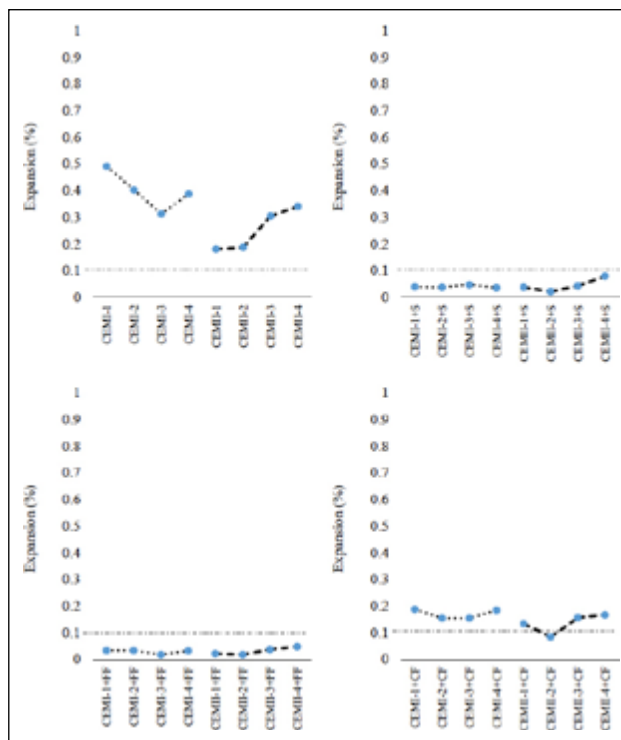 1
0.9
0.8
0.7
0.6
0.5
0.4
0.3
0.2
0.1
0
Expansion (%)
CEMI-1
CEMI-2
CEMI-3
CEMI-4
CEMII-1
CEMII-2
CEMII-3
CEMII-4
1
0.9
0.8
0.7
0.6
0.5
0.4
0.3
0.2
0.1
0
Expansion (%)
CEMI-1+S
CEMI-2+S
CEMI-3+S
CEMI-4+S
CEMII-1+S
CEMII-2+S
CEMII-3+S
CEMII-4+S
1
0.9
0.8
0.7
0.6
0.5
0.4
0.3
0.2
0.1
0
Expansion (%)
CEMI-1+FF
CEMI-2+FF
CEMI-3+FF
CEMI-4+FF
CEMII-1+FF
CEMII-2+FF
CEMII-3+FF
CEMII-4+FF
1
0.9
0.8
0.7
0.6
0.5
0.4
0.3
0.2
0.1
0
Expansion (%)
CEMI-1+CF
CEMI-2+CF
CEMI-3+CF
CEMI-4+CF
CEMII-1+CF
CEMII-2+CF
CEMII-3+CF
CEMII-4+CF